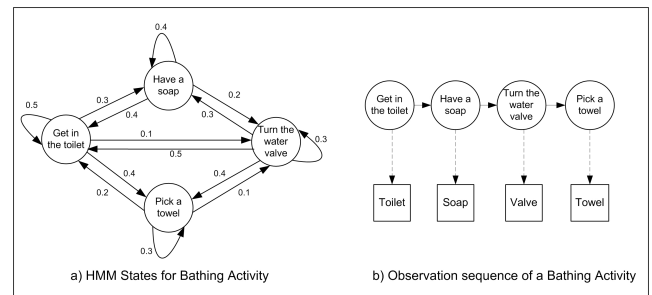 0.4
Have a
soap
0.5
0.3
0.4
0.2
0.3
Get in
the toilet
0.1
0.5
Turn the
water
valve
0.3
0.4
0.2
0.4
0.1
Pick a
towel
0.3
a) HMM States for Bathing Activity
Get in
the toilet
Have a
soap
Turn the
water
valve
Pick a
towel
Toilet
Soap
Valve
Towel
b) Observation sequence of a Bathing Activity